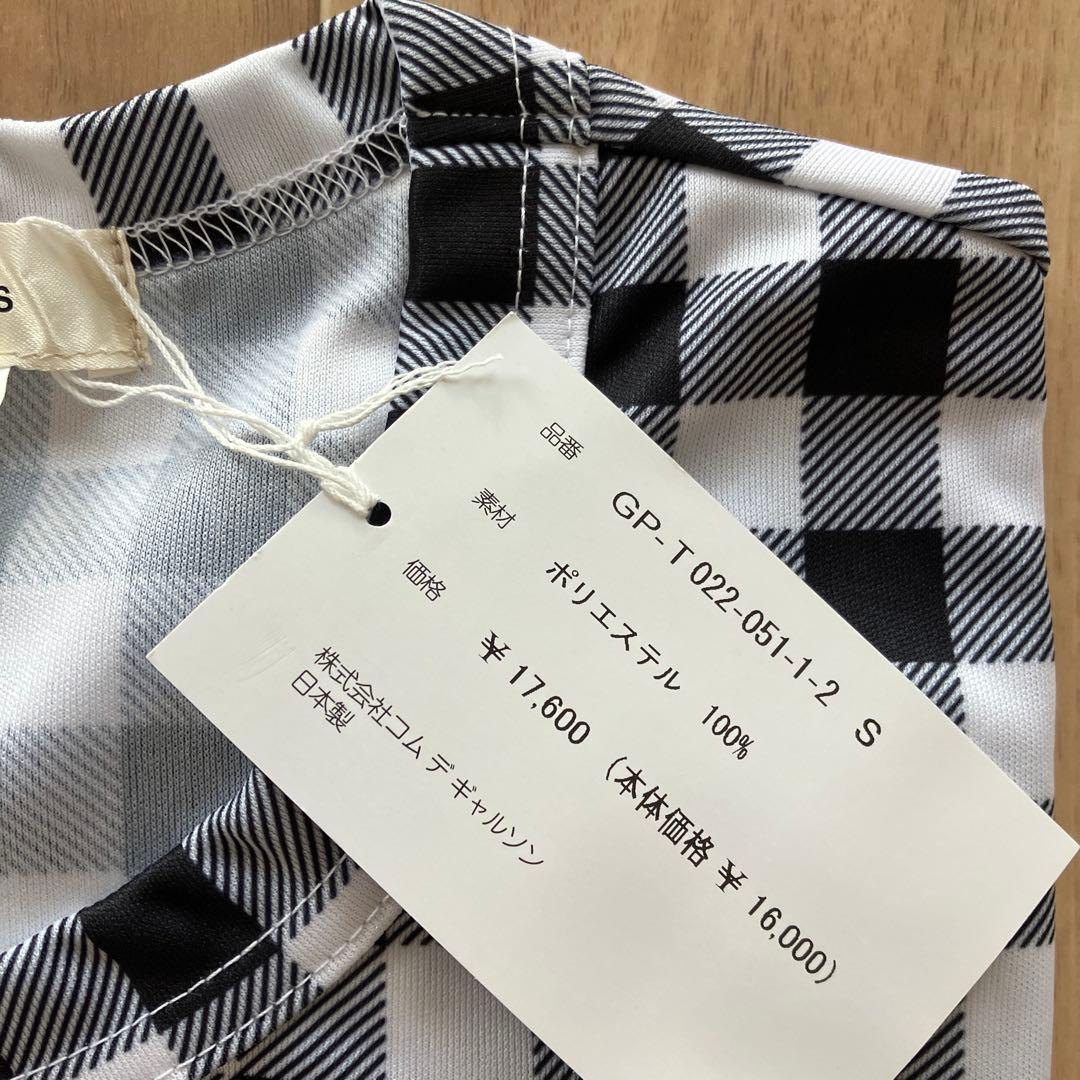 S
品番 GP-T022-051-1-2 S
素材 ポリエステル 100%
価格 ¥17,600 (本体価格¥16,000)
株式会社コム デ ギャルソン
日本製